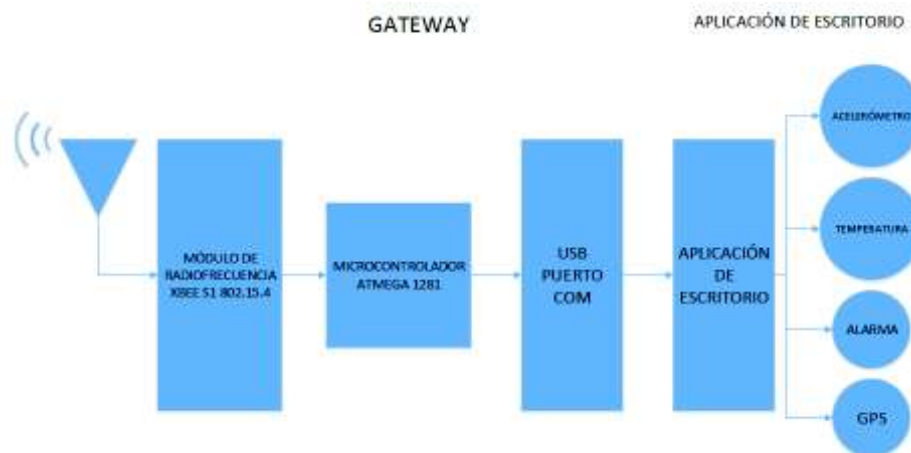 GATEWAY
APLICACIÓN DE ESCRITORIO
MÓDULO DE
RADIOFRECUENCIA
XBEE S1 802.15.4
MICROCONTROLADOR
ATMEGA 1281
USB
PUERTO
COM
APLICACIÓN
DE
ESCRITORIO
ACELERÓMETRO
TEMPERATURA
ALARMA
GPS